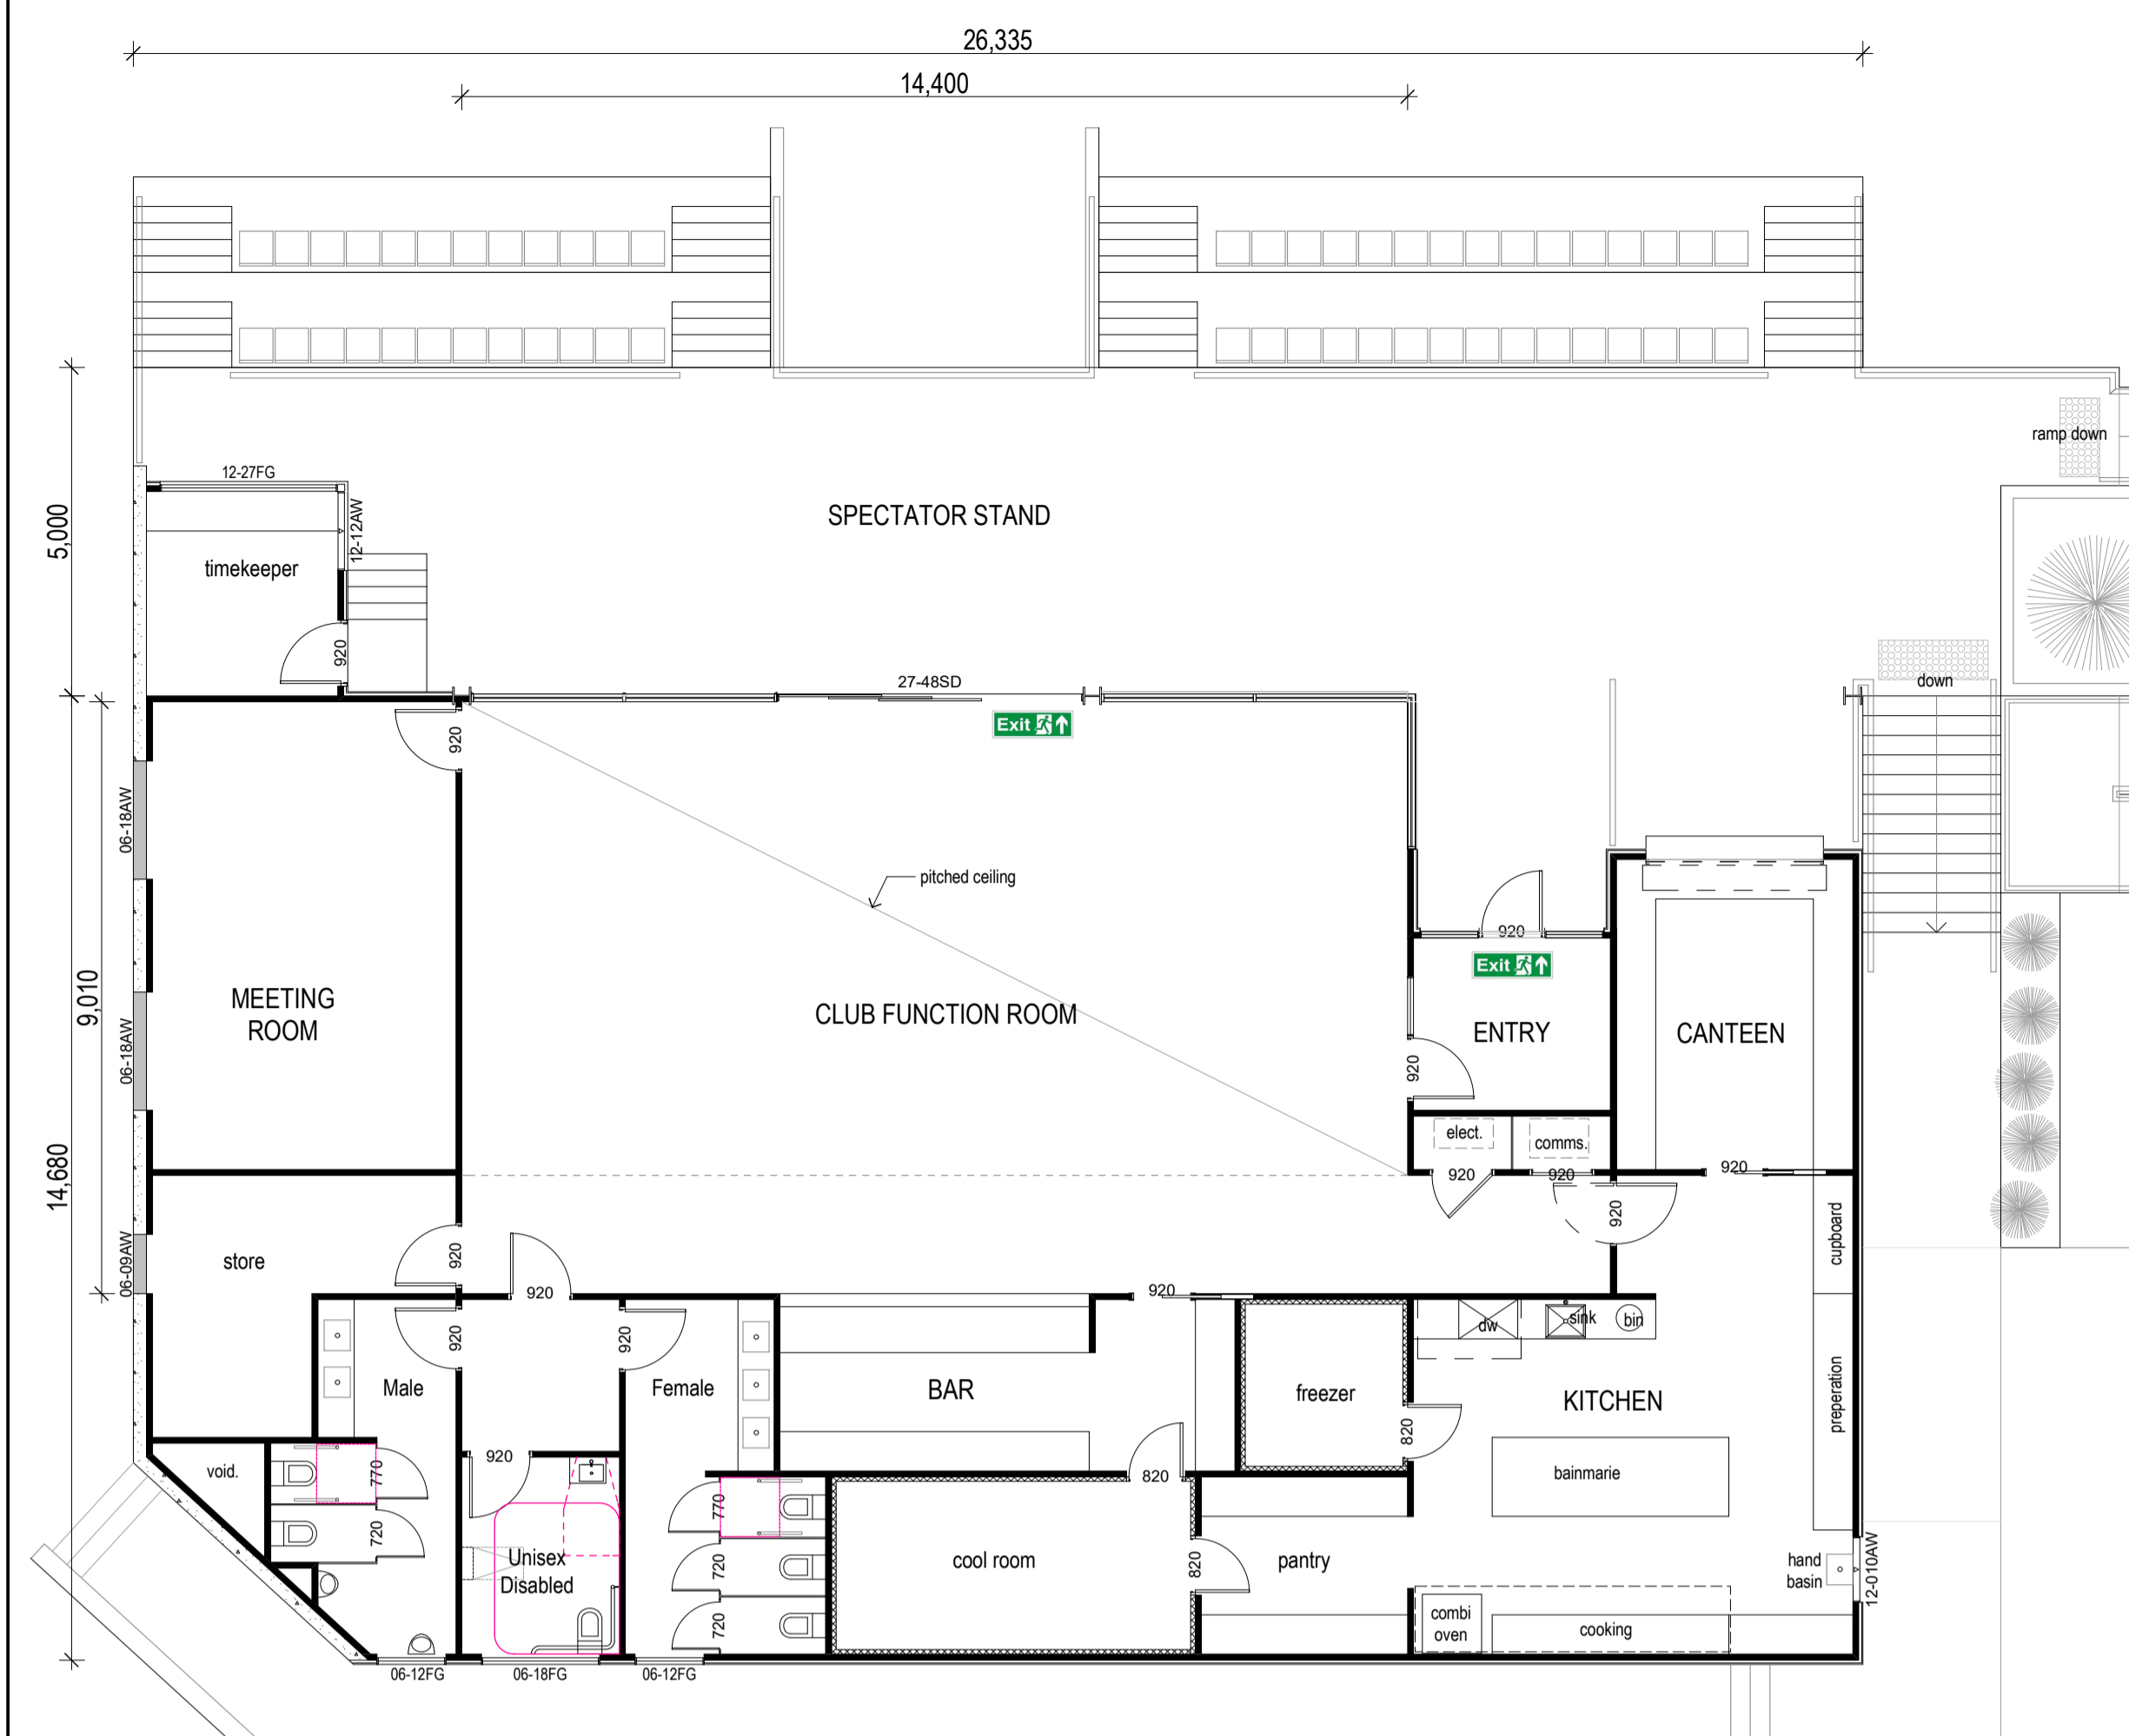 26,335
14,400
ramp down
12-27FG
12-12AW
SPECTATOR STAND
5,000
timekeeper
920
27-48SD
down
Exit
920
06-18AW
pitched ceiling
920
Exit
9,010
MEETING
ROOM
CLUB FUNCTION ROOM
ENTRY
CANTEEN
06-18AW
920
elect.
comms.
14,680
920
920
920
920
cupboard
06-09AW
store
920
920
920
dw
sink
bin
920
920
Male
Female
BAR
freezer
KITCHEN
preperation
820
void.
770
920
770
820
bainmarie
720
Unisex
Disabled
720
cool room
820
pantry
hand
basin
12-010AW
720
combi
oven
cooking
06-12FG
06-18FG
06-12FG